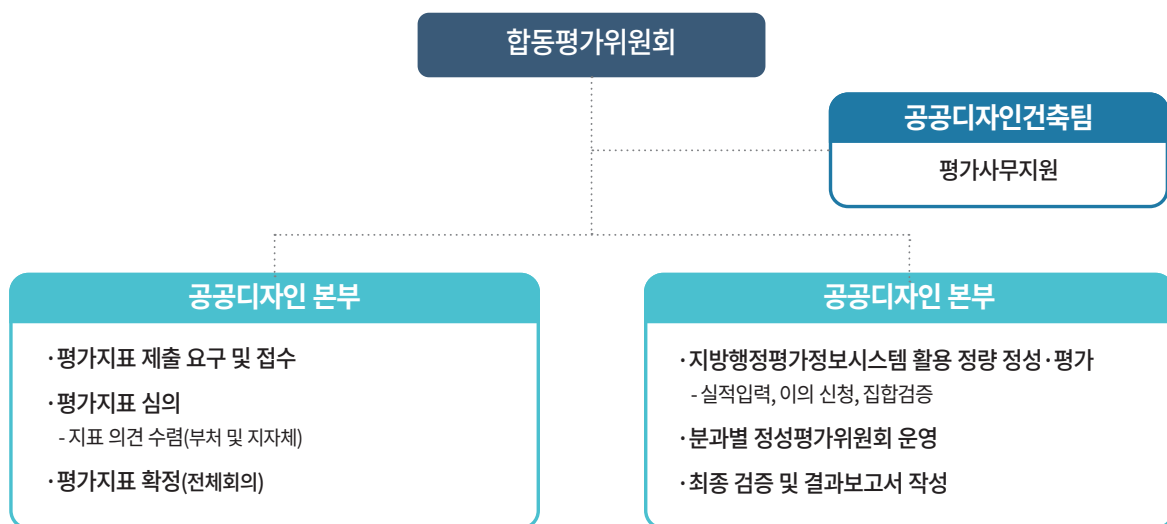 합동평가위원회
공공디자인건축팀
평가사무지원
공공디자인 본부
·평가지표 제출 요구 및 접수
·평가지표 심의
- 지표 의견 수렴(부처 및 지자체)
·평가지표 확정(전체회의)
공공디자인 본부
·지방행정평가정보시스템 활용 정량 정성·평가
- 실적입력, 이의 신청, 집합검증
·분과별 정성평가위원회 운영
·최종 검증 및 결과보고서 작성